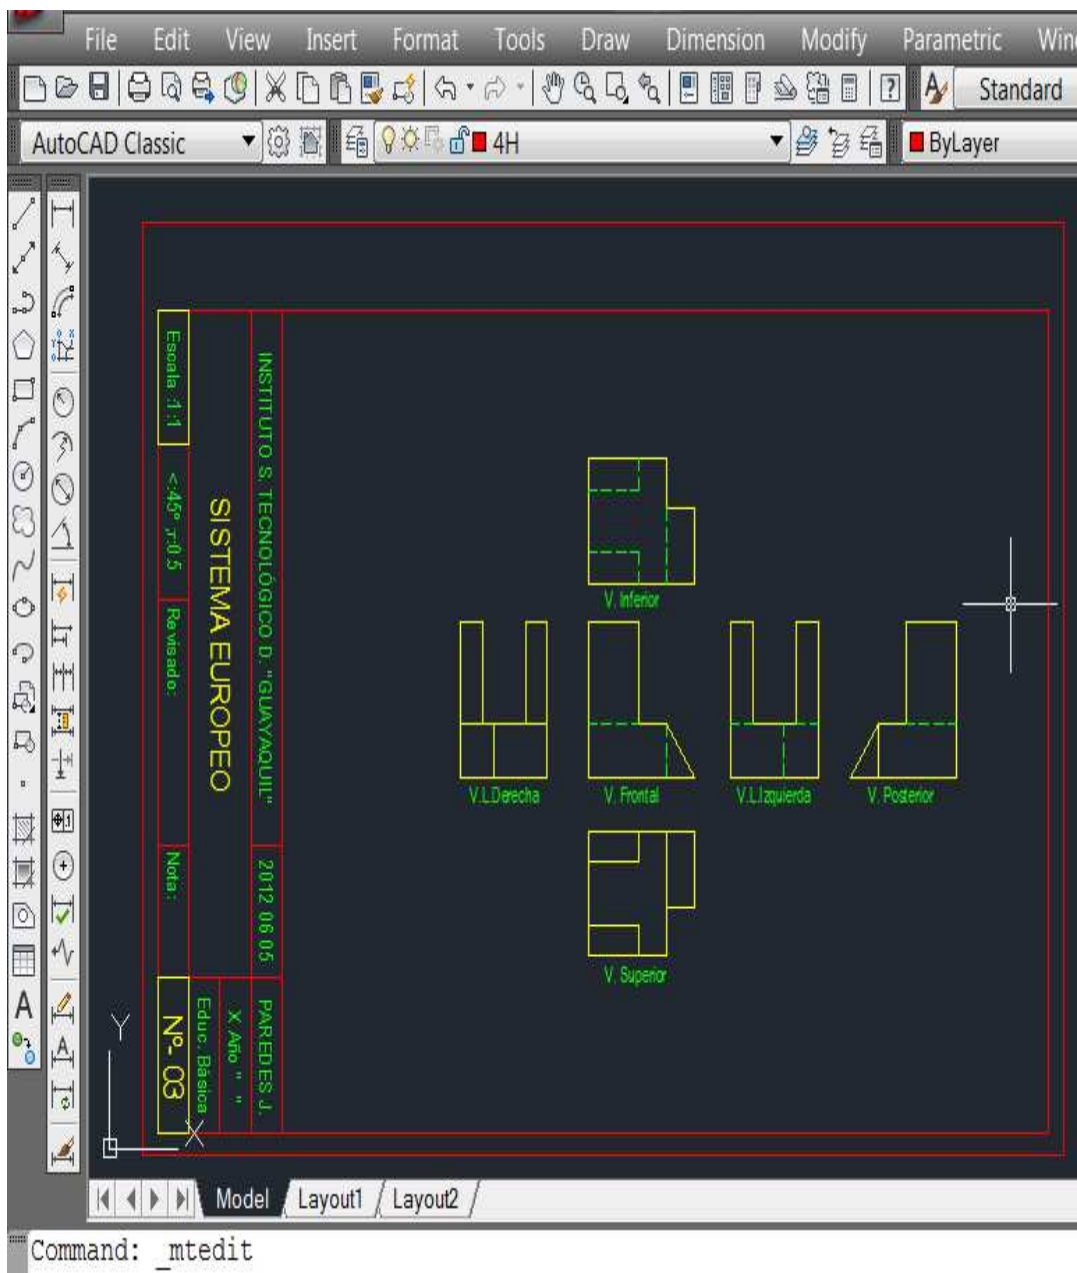 File Edit View Insert Format Tools Draw Dimension Modify Parametric Win
Standard
AutoCAD Classic
4H
ByLayer
Escala :1:1
<:45º ;r:0.5
Revisado:
Nota:
Nº- 03
SISTEMA EUROPEO
Educ. Básica
X Año " "
INSTITUTO S. TECNOLÓGICO D. "GUAYAQUIL"
2012 06 05
PAREDES J.
V. Inferior
V.L.Derecha
V. Frontal
V.L.Izquierda
V. Posterior
V. Superior
Y
X
Model Layout1 Layout2
Command: _mtedit